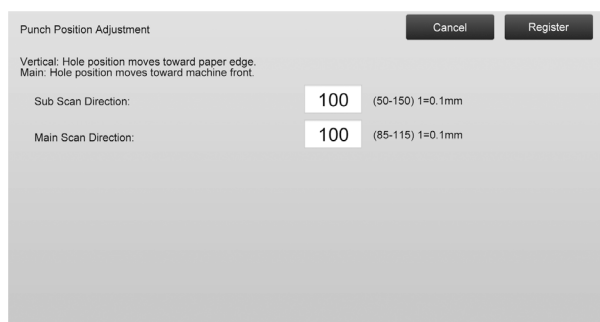 Punch Position Adjustment
Cancel
Register
Vertical: Hole position moves toward paper edge.
Main: Hole position moves toward machine front.
Sub Scan Direction: 100 (50-150) 1=0.1mm
Main Scan Direction: 100 (85-115) 1=0.1mm